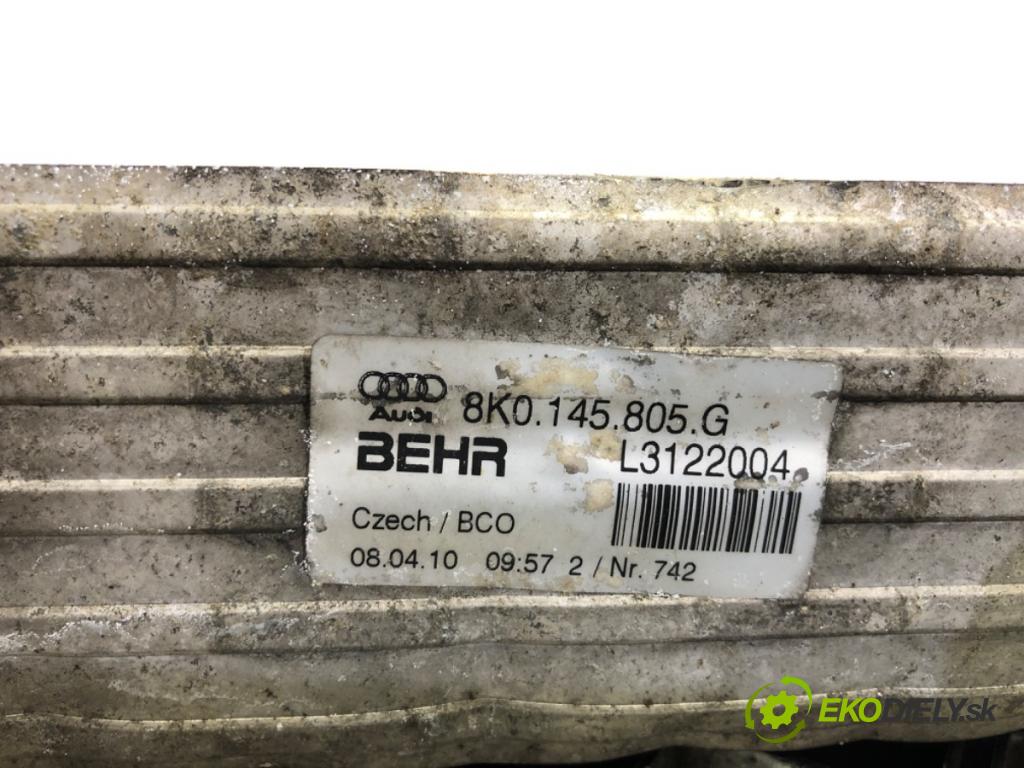 Audi 8K0.145.805.G
BEHR L3122004
Czech / BCO
08.04.10 09:57 2 / Nr. 742
EKODIELY.sk